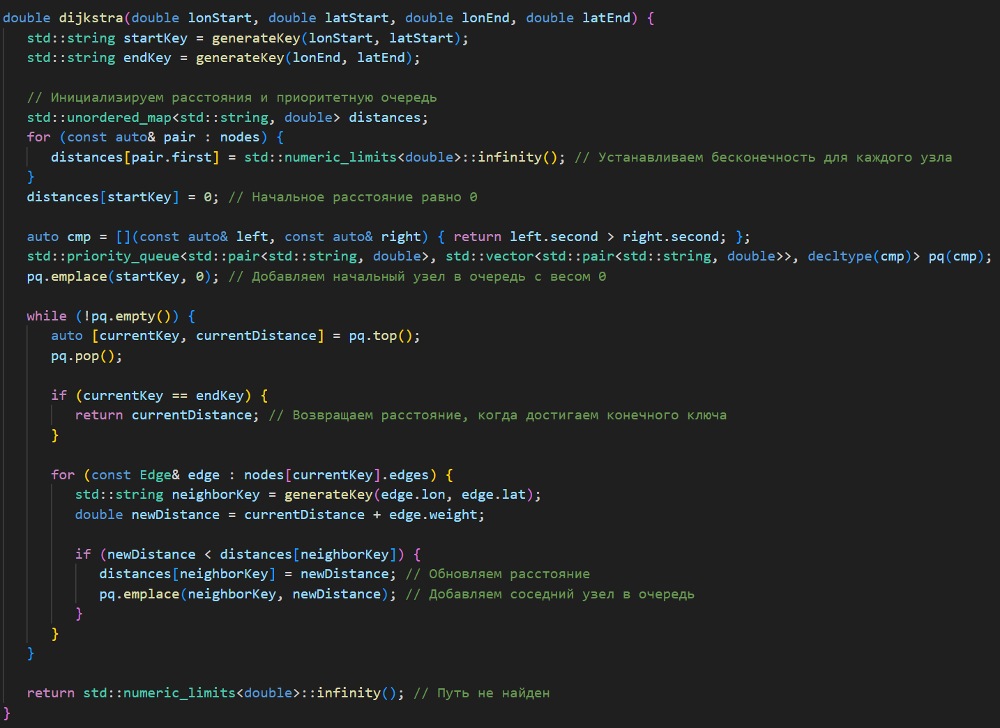 double dijkstra(double lonStart, double latStart, double lonEnd, double latEnd) {
std::string startKey = generateKey(lonStart, latStart);
std::string endKey = generateKey(lonEnd, latEnd);
// Инициализируем расстояния и приоритетную очередь
std::unordered_map<std::string, double> distances;
for (const auto& pair : nodes) {
distances[pair.first] = std::numeric_limits<double>::infinity(); // Устанавливаем бесконечность для каждого узла
}
distances[startKey] = 0; // Начальное расстояние равно 0
auto cmp = [](const auto& left, const auto& right) { return left.second > right.second; };
std::priority_queue<std::pair<std::string, double>, std::vector<std::pair<std::string, double>>, decltype(cmp)> pq(cmp);
pq.emplace(startKey, 0); // Добавляем начальный узел в очередь с весом 0
while (!pq.empty()) {
auto [currentKey, currentDistance] = pq.top();
pq.pop();
if (currentKey == endKey) {
return currentDistance; // Возвращаем расстояние, когда достигаем конечного ключа
}
for (const Edge& edge : nodes[currentKey].edges) {
std::string neighborKey = generateKey(edge.lon, edge.lat);
double newDistance = currentDistance + edge.weight;
if (newDistance < distances[neighborKey]) {
distances[neighborKey] = newDistance; // Обновляем расстояние
pq.emplace(neighborKey, newDistance); // Добавляем соседний узел в очередь
}
}
}
return std::numeric_limits<double>::infinity(); // Путь не найден
}